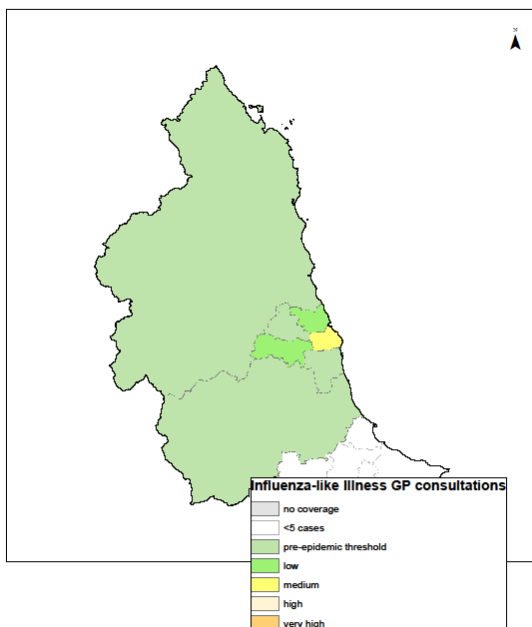 N
Influenza-like Illness GP consultations
no coverage
<5 cases
pre-epidemic threshold
low
medium
high
very high